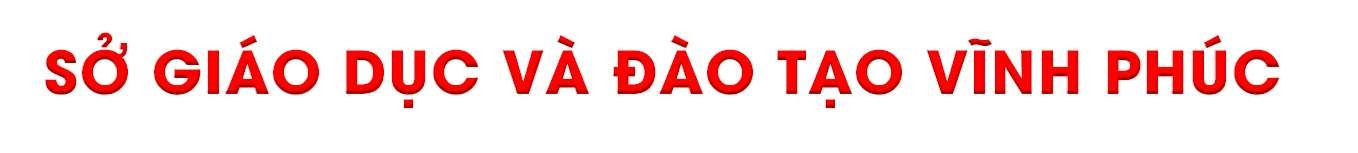 SỞ GIÁO DỤC VÀ ĐÀO TẠO VĨNH PHÚC